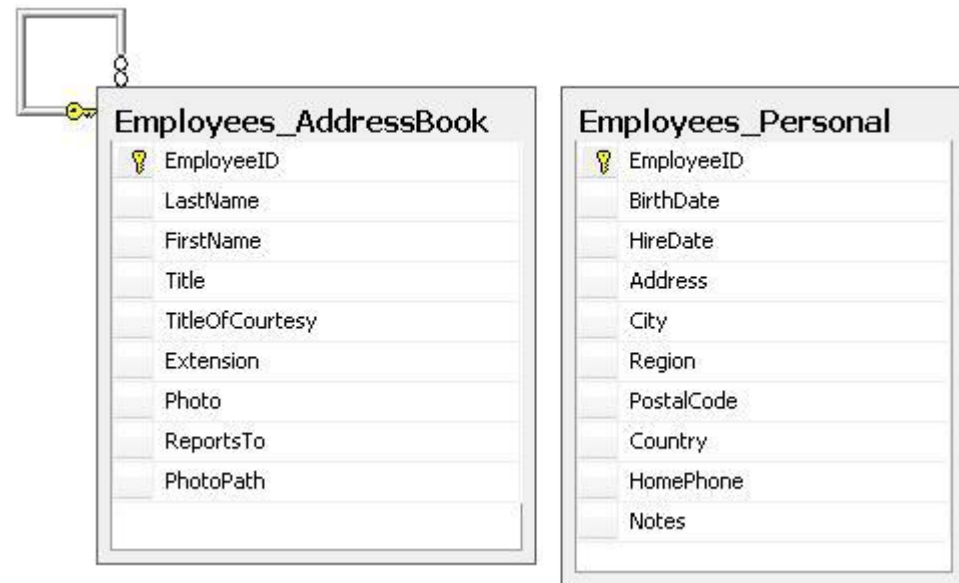 Employees_AddressBook
EmployeeID
LastName
FirstName
Title
TitleOfCourtesy
Extension
Photo
ReportsTo
PhotoPath
Employees_Personal
EmployeeID
BirthDate
HireDate
Address
City
Region
PostalCode
Country
HomePhone
Notes